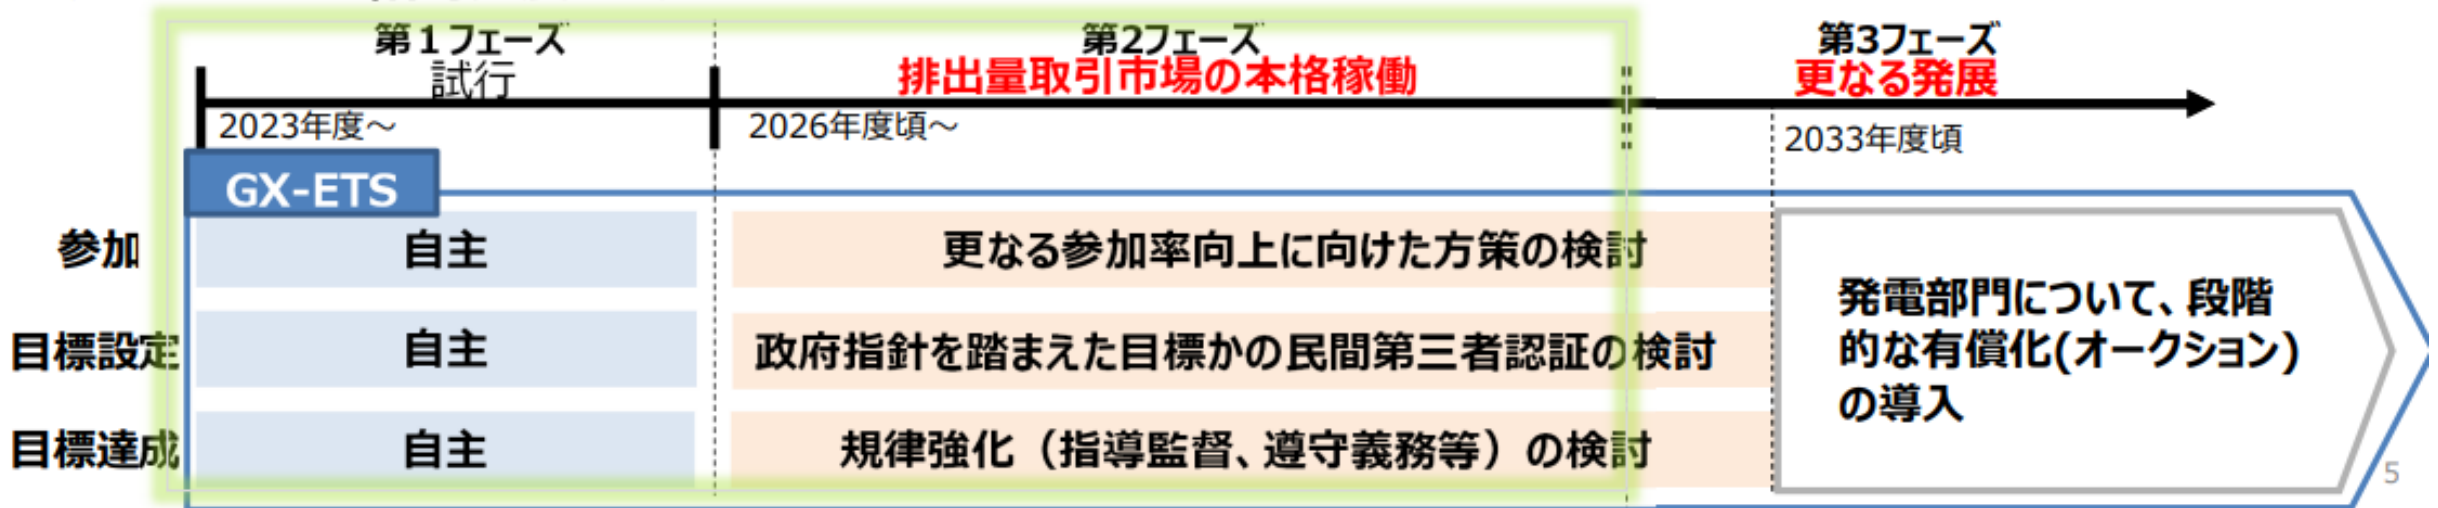 第１フェーズ
試行
第2フェーズ
排出量取引市場の本格稼働
第3フェーズ
更なる発展
2023年度～
2026年度頃～
2033年度頃
GX-ETS
参加
自主
更なる参加率向上に向けた方策の検討
目標設定
自主
政府指針を踏まえた目標かの民間第三者認証の検討
目標達成
自主
規律強化（指導監督、遵守義務等）の検討
発電部門について、段階
的な有償化(オークション)
の導入
5